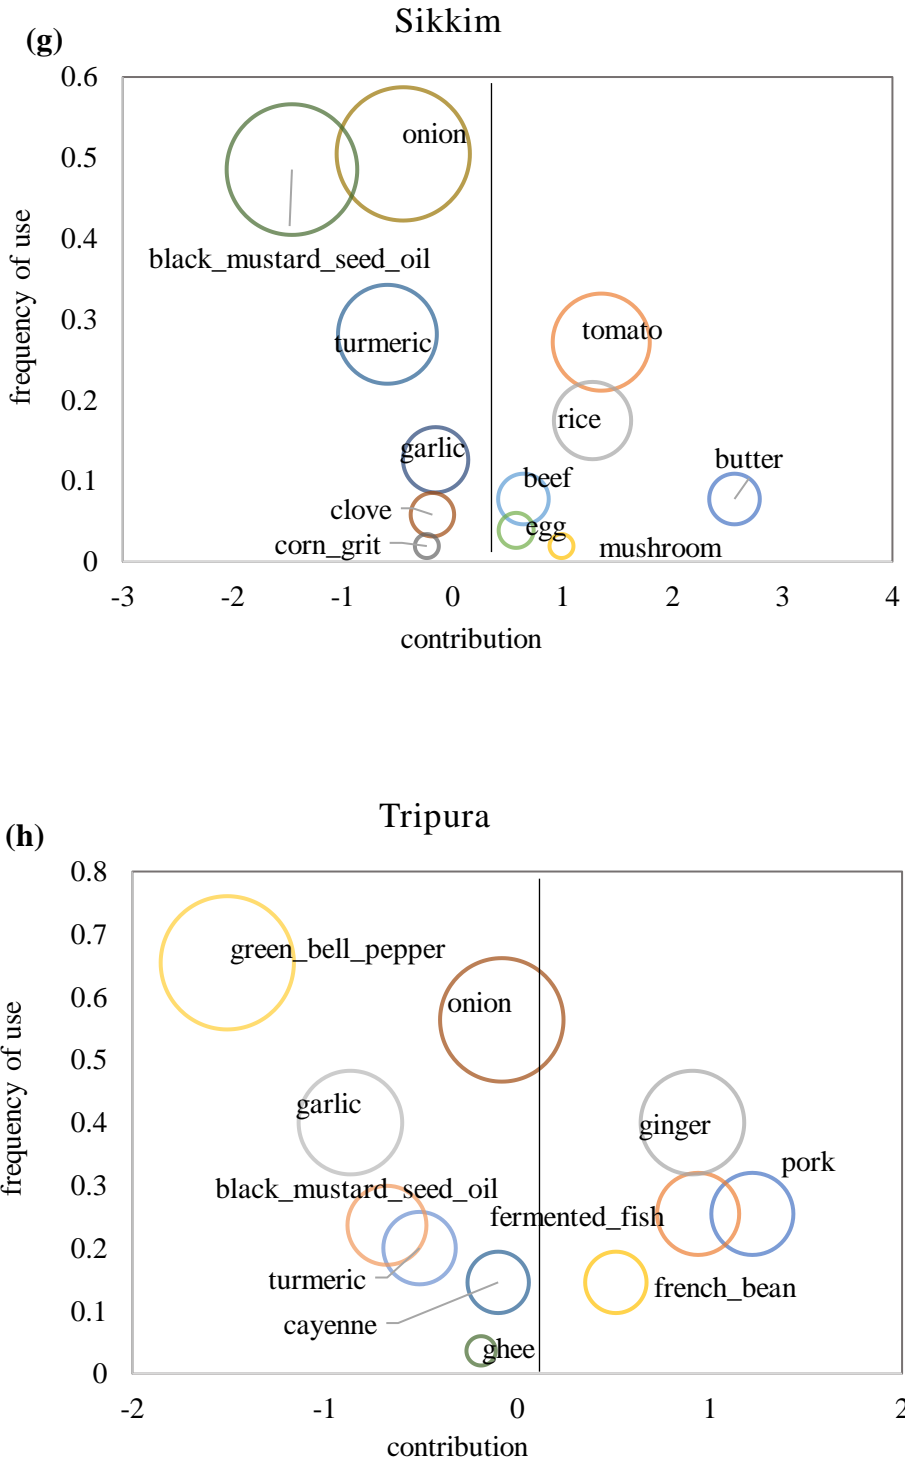 Sikkim
(g)
0.6
onion
0.5
0.4
black_mustard_seed_oil
frequency of use
0.3
turmeric
tomato
0.2
rice
garlic
butter
0.1
beef
clove
egg
corn_grit
mushroom
0
-3 -2 -1 0 1 2 3 4
contribution
Tripura
(h)
0.8
0.7
green_bell_pepper
0.6
onion
0.5
frequency of use
0.4
garlic
ginger
0.3
pork
black_mustard_seed_oil
fermented_fish
0.2
turmeric
french_bean
0.1
cayenne
ghee
0
-2 -1 0 1 2
contribution